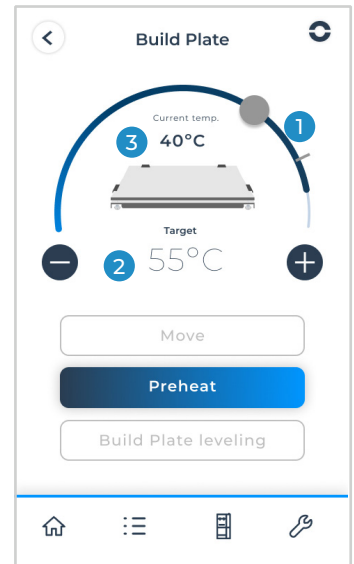 Build Plate
1
Current temp.
3 40°C
Target
2 55°C
Move
Preheat
Build Plate leveling